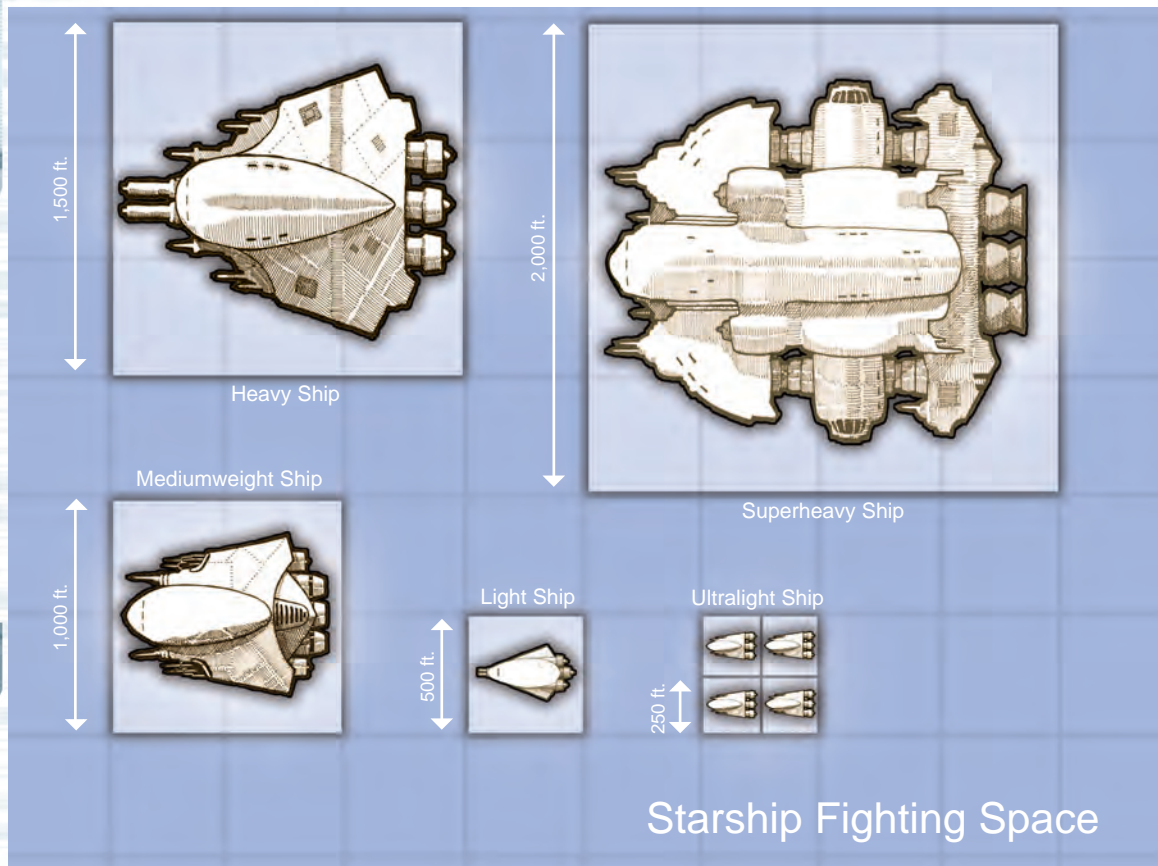 1,500 ft.
Heavy Ship
2,000 ft.
Superheavy Ship
Mediumweight Ship
1,000 ft.
Light Ship
500 ft.
Ultralight Ship
250 ft.
Starship Fighting Space